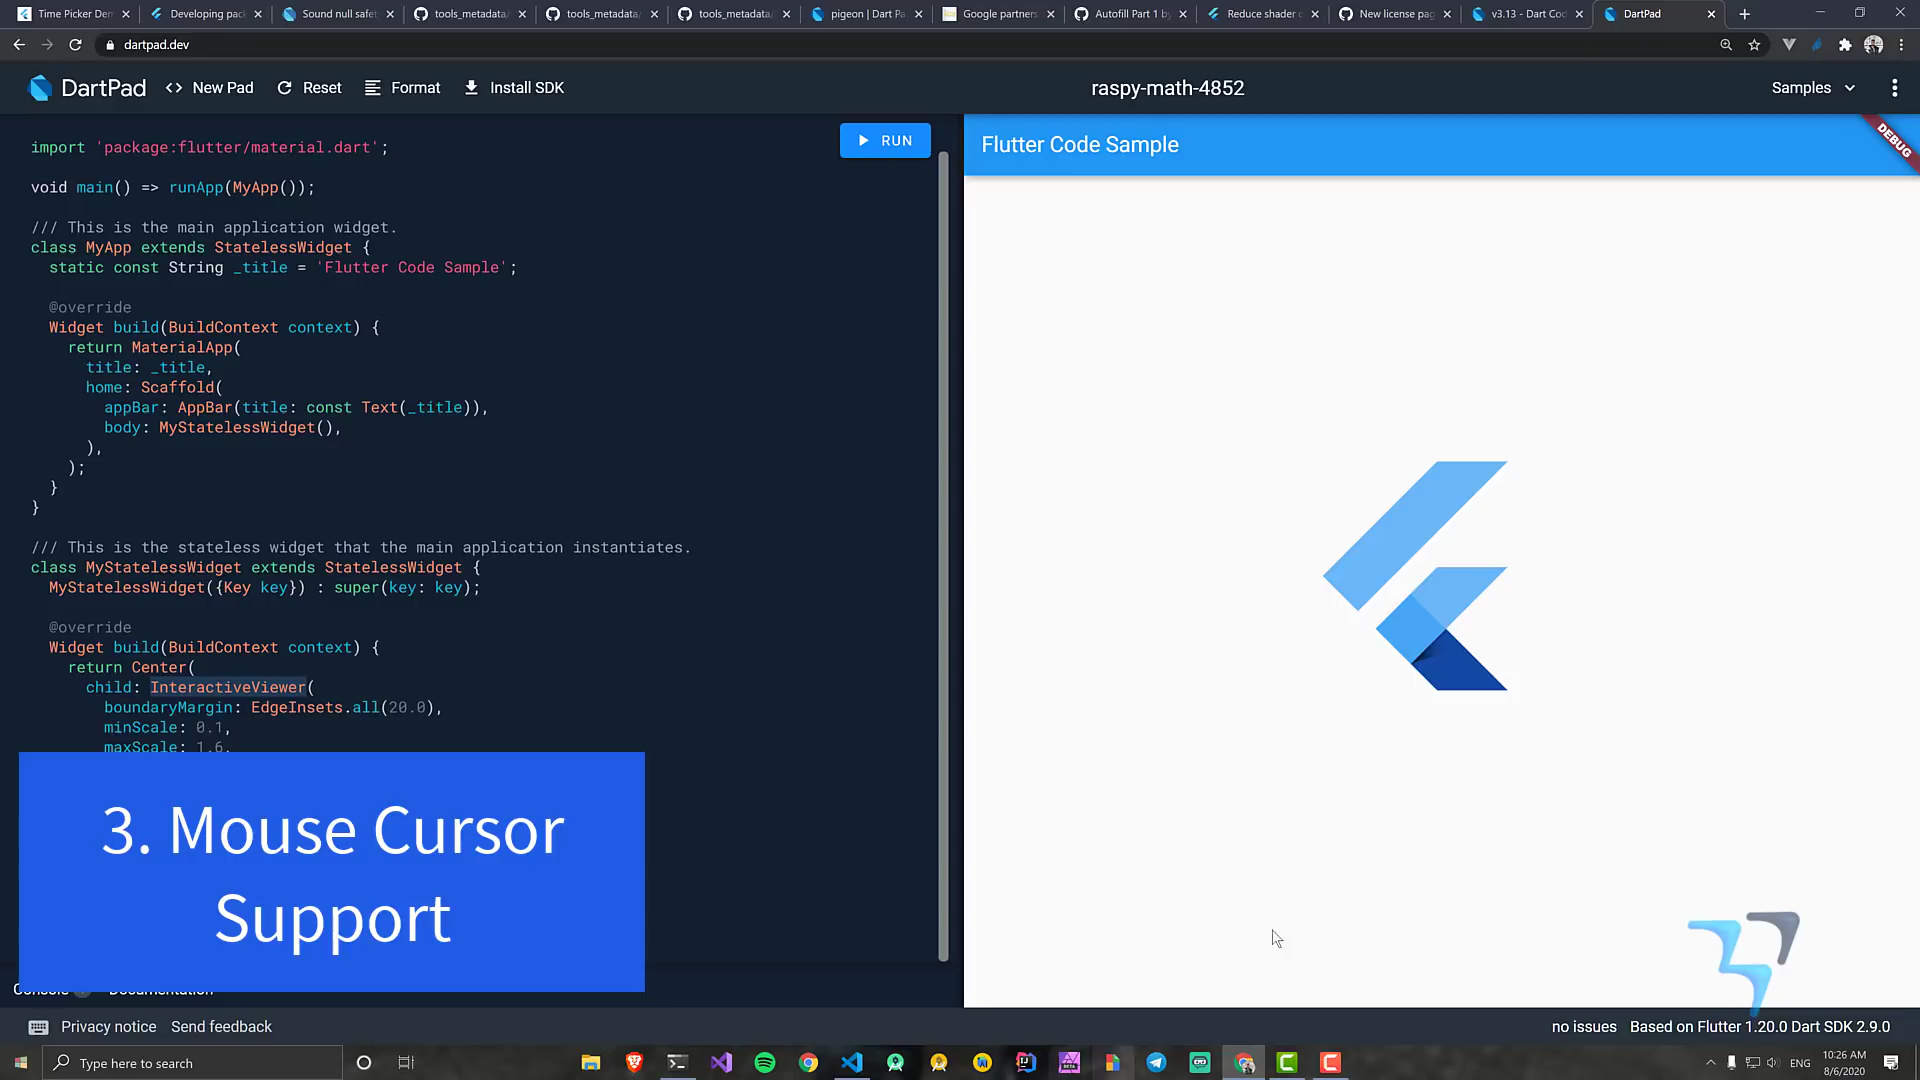 Time Picker Dem
Developing pac
Sound null safet
tools_metadata/
tools_metadata/
tools_metadata/
pigeon | Dart Pa
Google partners
Autofill Part 1 by
Reduce shader c
New license pag
v3.13 - Dart Cod
DartPad
dartpad.dev
DartPad
New Pad
Reset
Format
Install SDK
raspy-math-4852
Samples
RUN
Flutter Code Sample
DEBUG
import 'package:flutter/material.dart';
void main() => runApp(MyApp());
/// This is the main application widget.
class MyApp extends StatelessWidget {
static const String _title = 'Flutter Code Sample';
@override
Widget build(BuildContext context) {
return MaterialApp(
title: _title,
home: Scaffold(
appBar: AppBar(title: const Text(_title)),
body: MyStatelessWidget(),
),
);
}
}
/// This is the stateless widget that the main application instantiates.
class MyStatelessWidget extends StatelessWidget {
MyStatelessWidget({Key key}) : super(key: key);
@override
Widget build(BuildContext context) {
return Center(
child: InteractiveViewer(
boundaryMargin: EdgeInsets.all(20.0),
minScale: 0.1,
maxScale: 1.6,
3. Mouse Cursor
Support
Console
Documentation
Privacy notice
Send feedback
no issues
Based on Flutter 1.20.0 Dart SDK 2.9.0
Type here to search
ENG
10:26 AM
8/6/2020